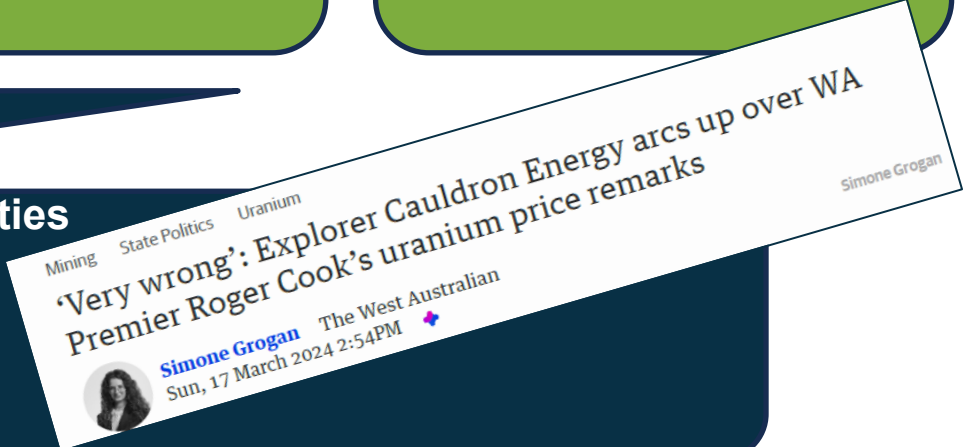 ties
Mining State Politics Uranium
‘Very wrong’: Explorer Cauldron Energy arcs up over WA
Premier Roger Cook’s uranium price remarks
Simone Grogan
Simone Grogan The West Australian
Sun, 17 March 2024 2:54PM